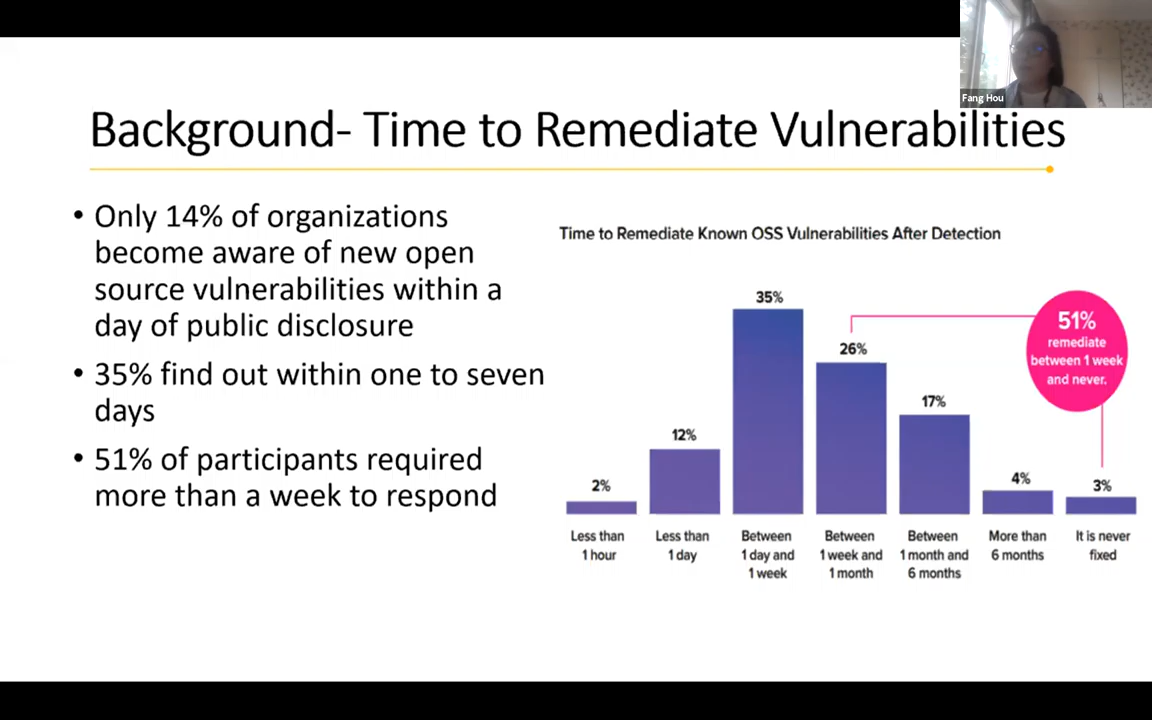 Fang Hou
Background- Time to Remediate Vulnerabilities
• Only 14% of organizations
become aware of new open
source vulnerabilities within a
day of public disclosure
• 35% find out within one to seven
days
• 51% of participants required
more than a week to respond
Time to Remediate Known OSS Vulnerabilities After Detection
2%
12%
35%
26%
17%
4%
3%
51%
remediate
between 1 week
and never.
Less than
1 hour
Less than
1 day
Between
1 day and
1 week
Between
1 week and
1 month
Between
1 month and
6 months
More than
6 months
It is never
fixed